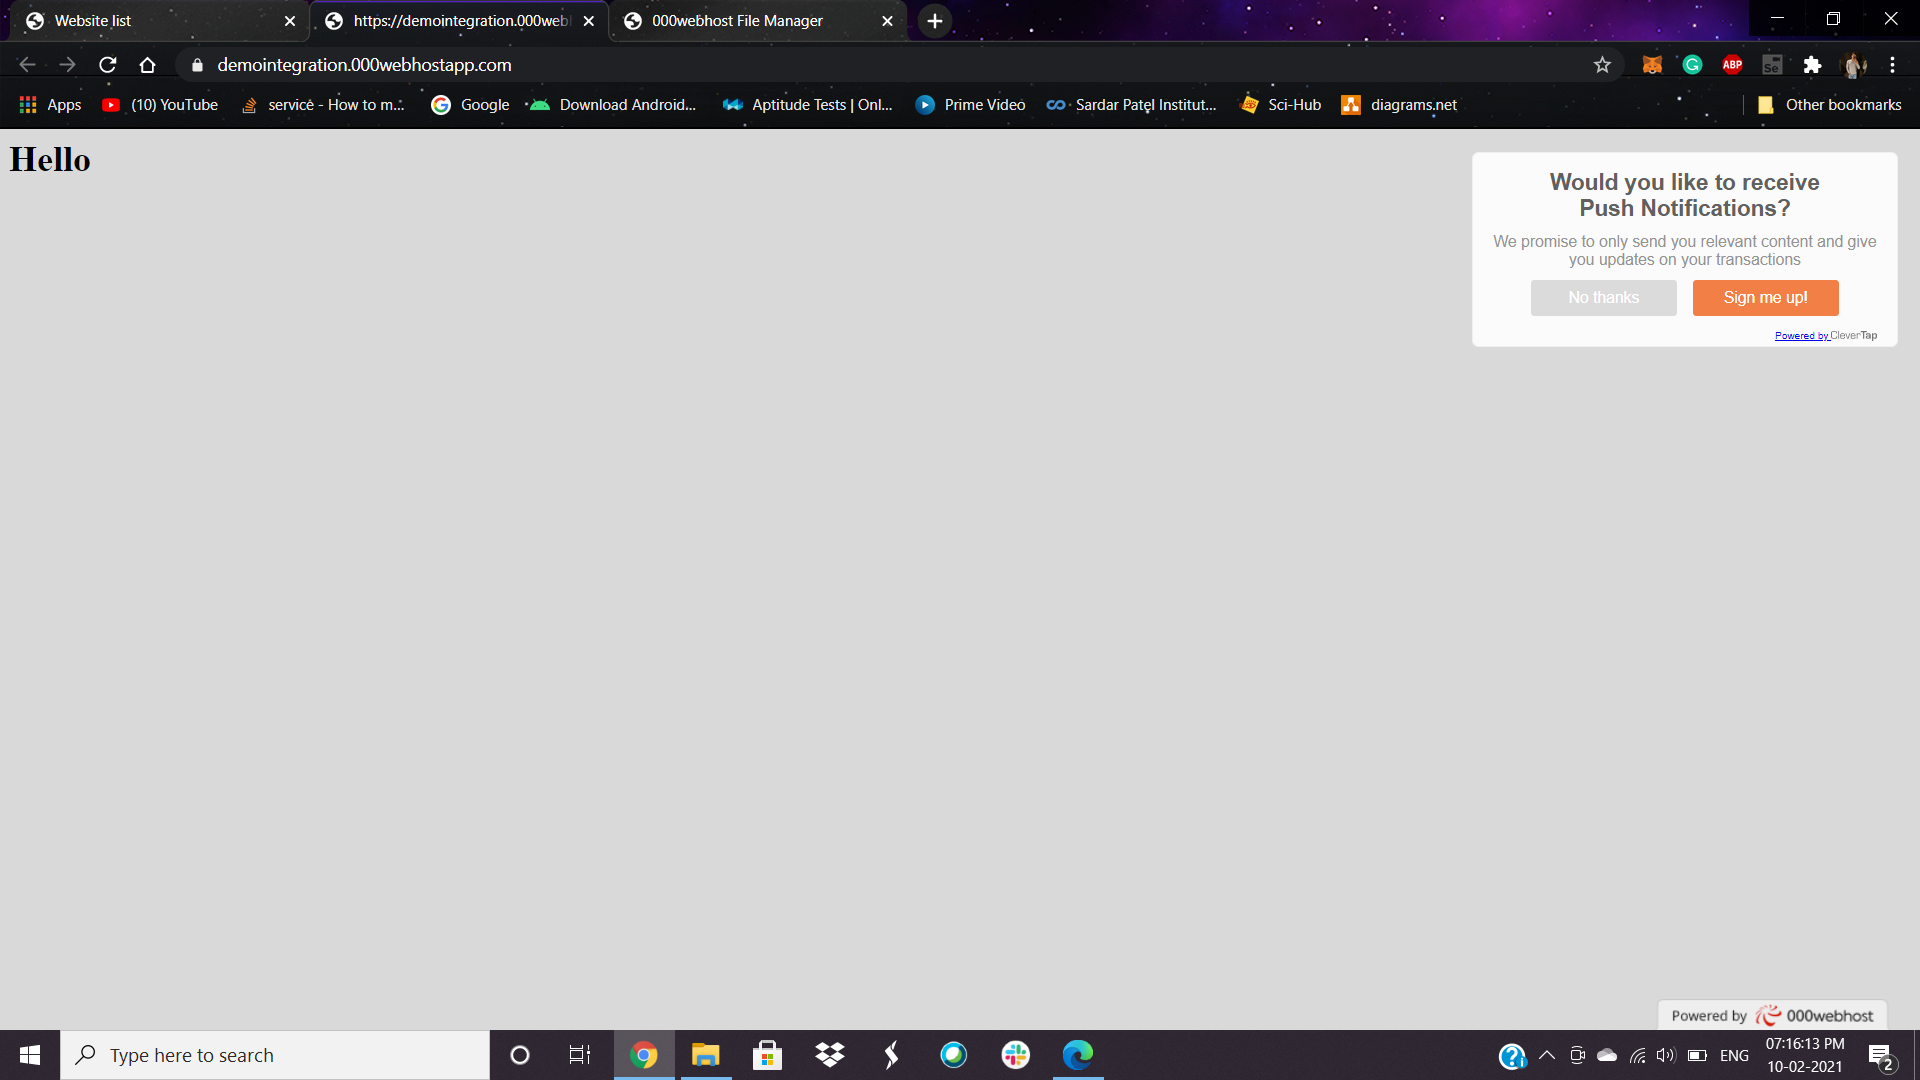 Website list
https://demointegration.000webl
000webhost File Manager
demointegration.000webhostapp.com
ABP
Se
Apps
(10) YouTube
service - How to m...
Google
Download Android...
Aptitude Tests | Onl...
Prime Video
Sardar Patel Institut...
Sci-Hub
diagrams.net
Other bookmarks
Hello
Would you like to receive
Push Notifications?
We promise to only send you relevant content and give
you updates on your transactions
No thanks
Sign me up!
Powered by CleverTap
Powered by 000webhost
Type here to search
ENG
07:16:13 PM
10-02-2021
2